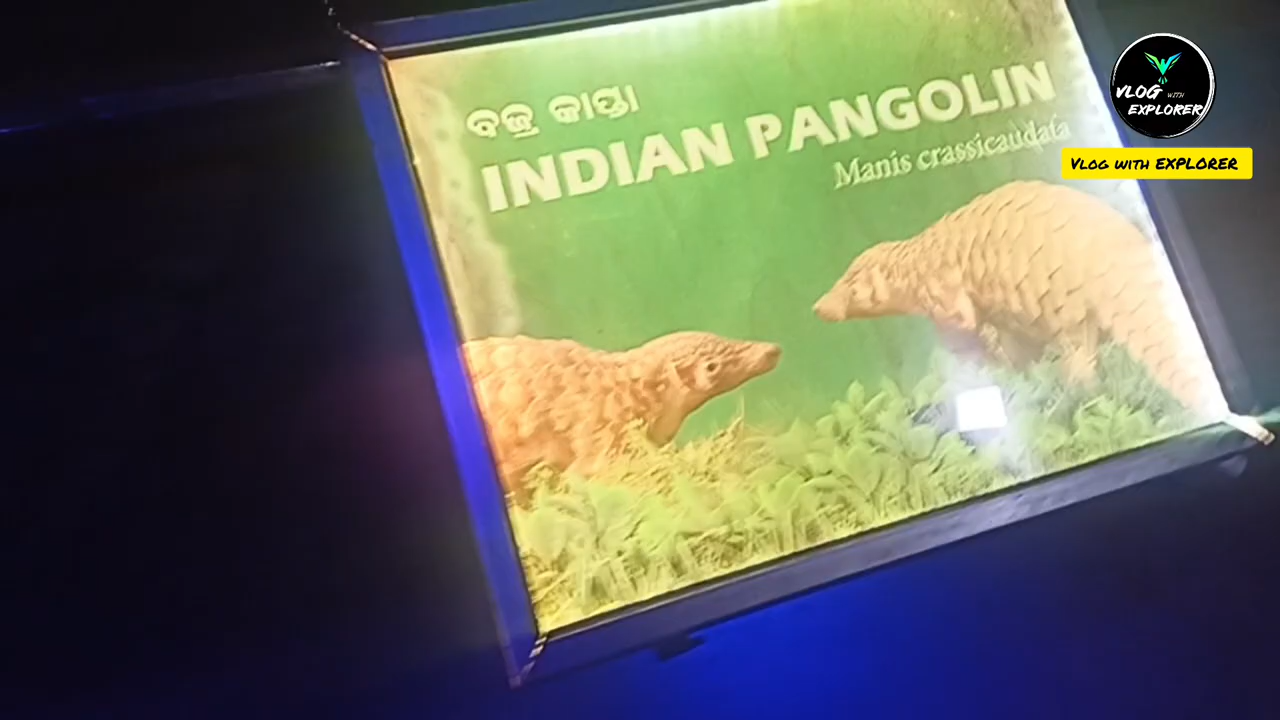 ବଜ୍ର କାପ୍ତା
INDIAN PANGOLIN
Manis crassicaudata
VLOG
WITH
EXPLORER
VLOG WITH EXPLORER